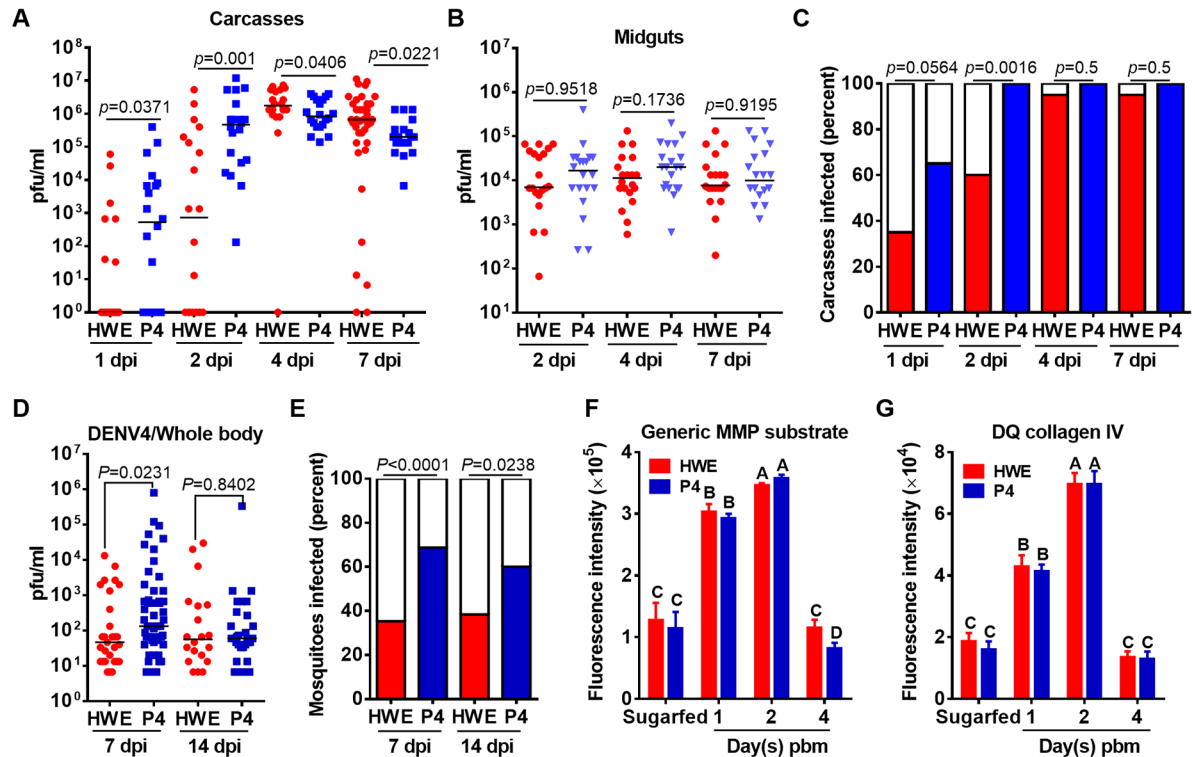 A
Carcasses
pfu/ml
10⁸
10⁷
10⁶
10⁵
10⁴
10³
10²
10¹
10⁰
p=0.0371
p=0.001
p=0.0406
p=0.0221
HWE P4 HWE P4 HWE P4 HWE P4
1 dpi 2 dpi 4 dpi 7 dpi
B
Midguts
pfu/ml
10⁷
10⁶
10⁵
10⁴
10³
10²
10¹
p=0.9518
p=0.1736
p=0.9195
HWE P4 HWE P4 HWE P4
2 dpi 4 dpi 7 dpi
C
Carcasses infected (percent)
100
80
60
40
20
0
p=0.0564 p=0.0016 p=0.5 p=0.5
HWE P4 HWE P4 HWE P4 HWE P4
1 dpi 2 dpi 4 dpi 7 dpi
D
DENV4/Whole body
pfu/ml
10⁷
10⁶
10⁵
10⁴
10³
10²
10¹
10⁰
P=0.0231
P=0.8402
HWE P4 HWE P4
7 dpi 14 dpi
E
Mosquitoes infected (percent)
100
80
60
40
20
0
P<0.0001 P=0.0238
HWE P4 HWE P4
7 dpi 14 dpi
F
Generic MMP substrate
Fluorescence intensity (×10⁵)
4
3
2
1
0
HWE
P4
C C B B A A C D
Sugarfed 1 2 4
Day(s) pbm
G
DQ collagen IV
Fluorescence intensity (×10⁴)
8
6
4
2
0
HWE
P4
C C B B A A C C
Sugarfed 1 2 4
Day(s) pbm